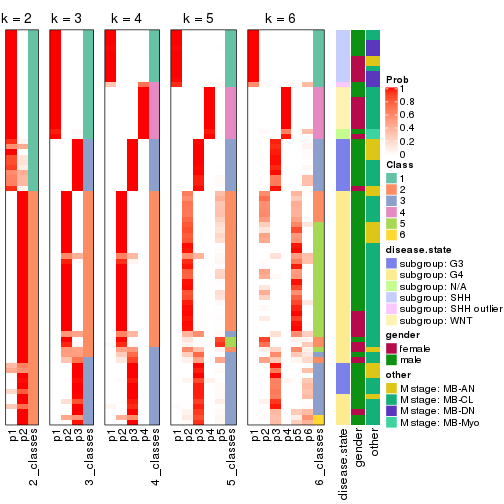 k = 2 k = 3 k = 4 k = 5 k = 6
Prob
1
0.8
0.6
0.4
0.2
0
Class
1
2
3
4
5
6
disease.state
subgroup: G3
subgroup: G4
subgroup: N/A
subgroup: SHH
subgroup: SHH outlier
subgroup: WNT
gender
female
male
other
M stage: MB-AN
M stage: MB-CL
M stage: MB-DN
M stage: MB-Myo
p1
p2
2_classes
p1
p2
p3
3_classes
p1
p2
p3
p4
4_classes
p1
p2
p3
p4
p5
5_classes
p1
p2
p3
p4
p5
p6
6_classes
disease.state
gender
other